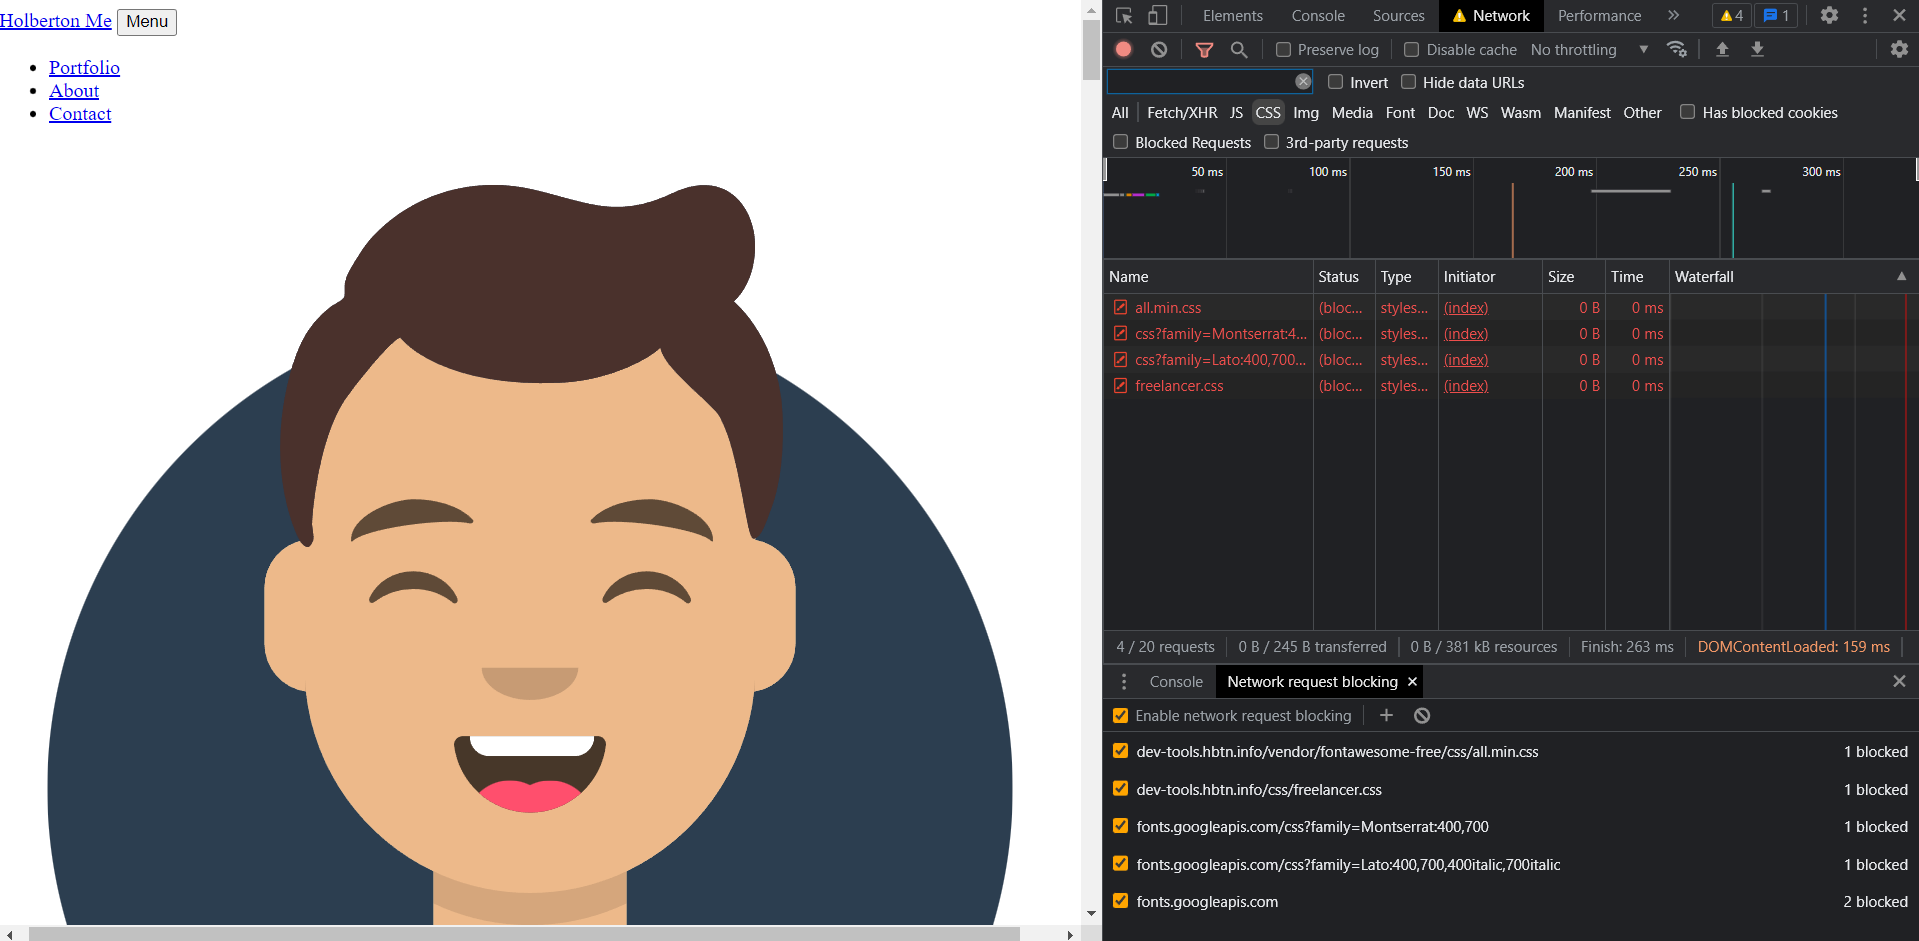 Holberton Me Menu
Portfolio
About
Contact
Elements Console Sources Network Performance 4 1
Preserve log Disable cache No throttling
Invert Hide data URLs
All Fetch/XHR JS CSS Img Media Font Doc WS Wasm Manifest Other Has blocked cookies
Blocked Requests 3rd-party requests
50 ms 100 ms 150 ms 200 ms 250 ms 300 ms
Name Status Type Initiator Size Time Waterfall
all.min.css (bloc... styles... (index) 0 B 0 ms
css?family=Montserrat:4... (bloc... styles... (index) 0 B 0 ms
css?family=Lato:400,700... (bloc... styles... (index) 0 B 0 ms
freelancer.css (bloc... styles... (index) 0 B 0 ms
4 / 20 requests 0 B / 245 B transferred 0 B / 381 kB resources Finish: 263 ms DOMContentLoaded: 159 ms
Console Network request blocking
Enable network request blocking
dev-tools.hbtn.info/vendor/fontawesome-free/css/all.min.css 1 blocked
dev-tools.hbtn.info/css/freelancer.css 1 blocked
fonts.googleapis.com/css?family=Montserrat:400,700 1 blocked
fonts.googleapis.com/css?family=Lato:400,700,400italic,700italic 1 blocked
fonts.googleapis.com 2 blocked